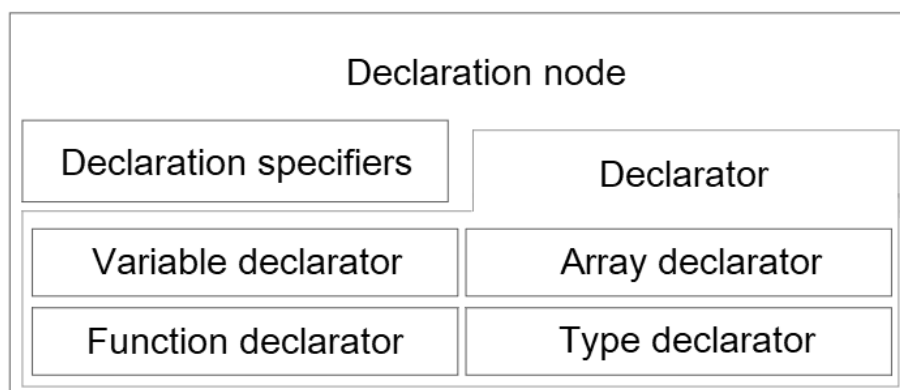 Declaration node
Declaration specifiers
Declarator
Variable declarator
Array declarator
Function declarator
Type declarator